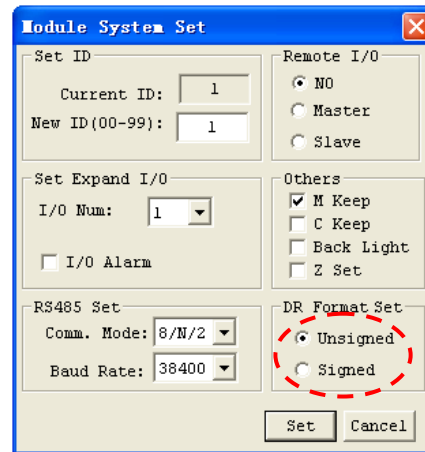 Module System Set
Set ID
Current ID: 1
New ID(00-99): 1
Remote I/O
NO
Master
Slave
Set Expand I/O
I/O Num: 1
I/O Alarm
Others
M Keep
C Keep
Back Light
Z Set
RS485 Set
Comm. Mode: 8/N/2
Baud Rate: 38400
DR Format Set
Unsigned
Signed
Set Cancel